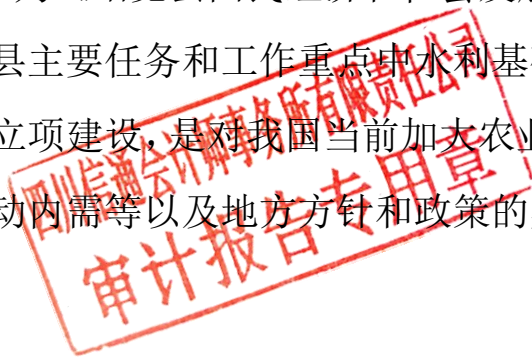 县主要任务和工作重点中水利基
立项建设,是对我国当前加大农业
动内需等以及地方方针和政策的
四川信通会计师事务所有限责任公司
审计报告专用章